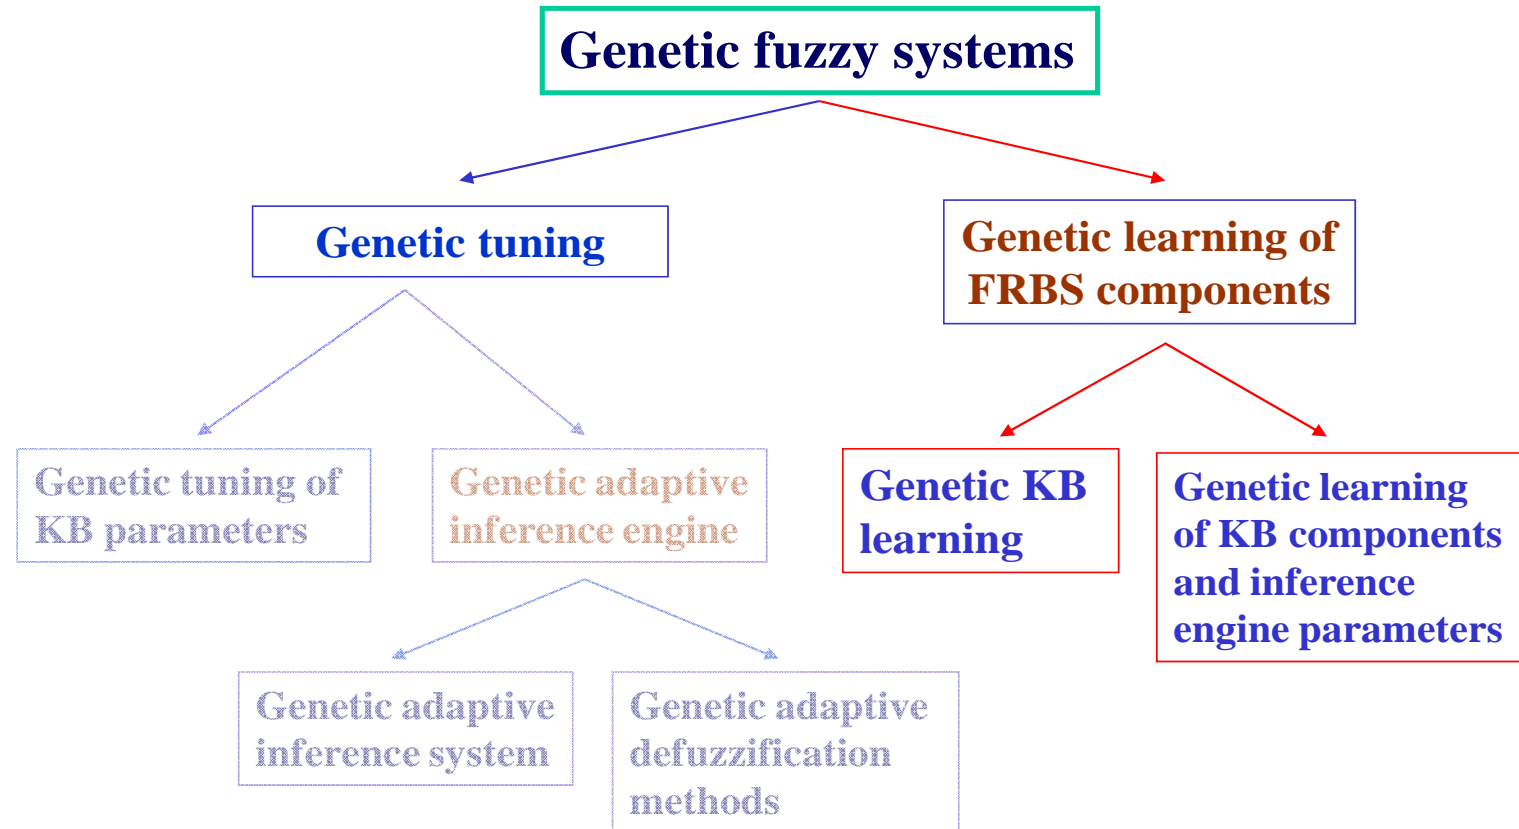 Genetic fuzzy systems
Genetic tuning
Genetic learning of
FRBS components
Genetic tuning of
KB parameters
Genetic adaptive
inference engine
Genetic KB
learning
Genetic learning
of KB components
and inference
engine parameters
Genetic adaptive
inference system
Genetic adaptive
defuzzification
methods